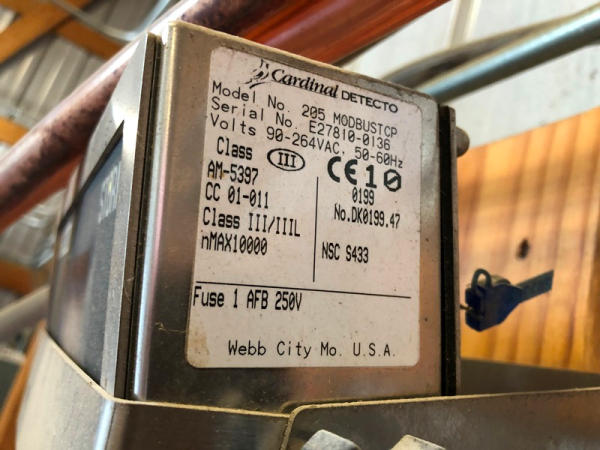 Cardinal DETECTO
Model No. 205 MODBUSTCP
Serial No. E27810-0136
Volts 90-264VAC, 50-60Hz
Class III
AM-5397
CC 01-011
Class III/IIIL
nMAX10000
CE 10
0199
No.DK0199.47
NSC S433
Fuse 1 AFB 250V
Webb City Mo. U.S.A.